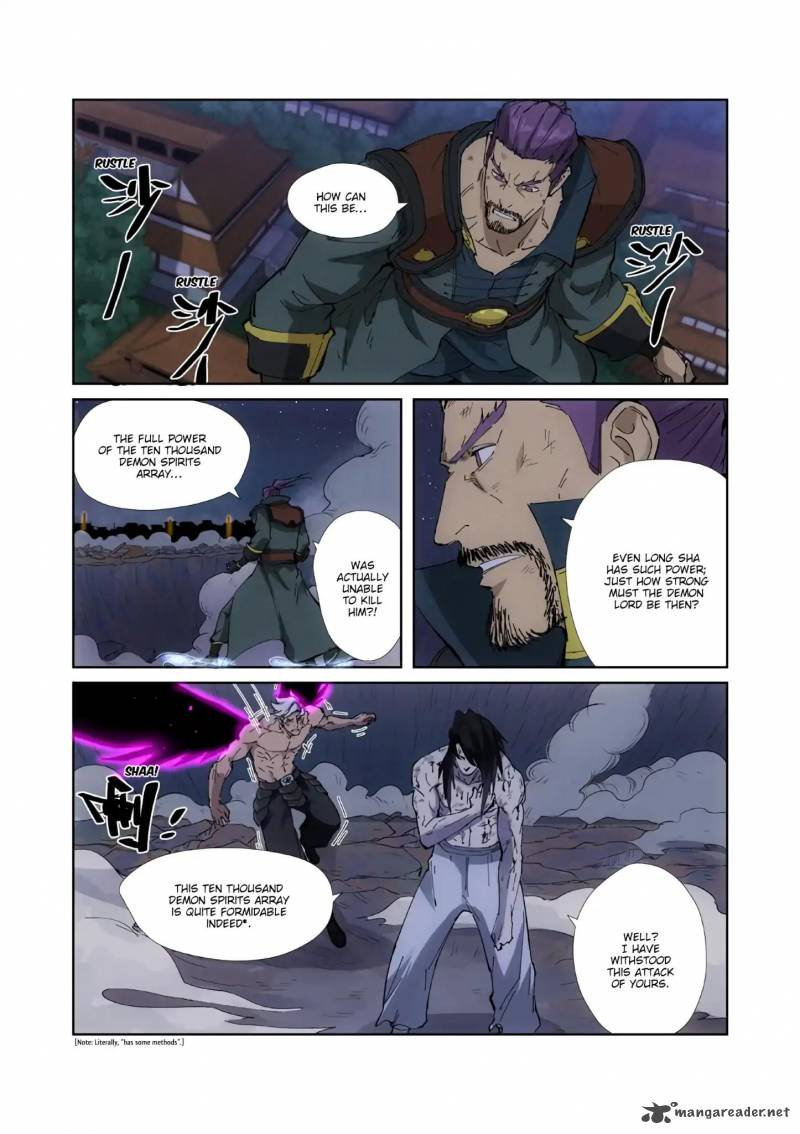 RUSTLE
沙
HOW CAN
THIS BE...
RUSTLE
沙
RUSTLE
沙
THE FULL POWER
OF THE TEN THOUSAND
DEMON SPIRITS
ARRAY...
WAS
ACTUALLY
UNABLE
TO KILL
HIM?!
EVEN LONG SHA
HAS SUCH POWER;
JUST HOW STRONG
MUST THE DEMON
LORD BE THEN?
SHAA!
THIS TEN THOUSAND
DEMON SPIRITS ARRAY
IS QUITE FORMIDABLE
INDEED*.
WELL?
I HAVE
WITHSTOOD
THIS ATTACK
OF YOURS.
[Note: Literally, "has some methods".]
mangareader.net